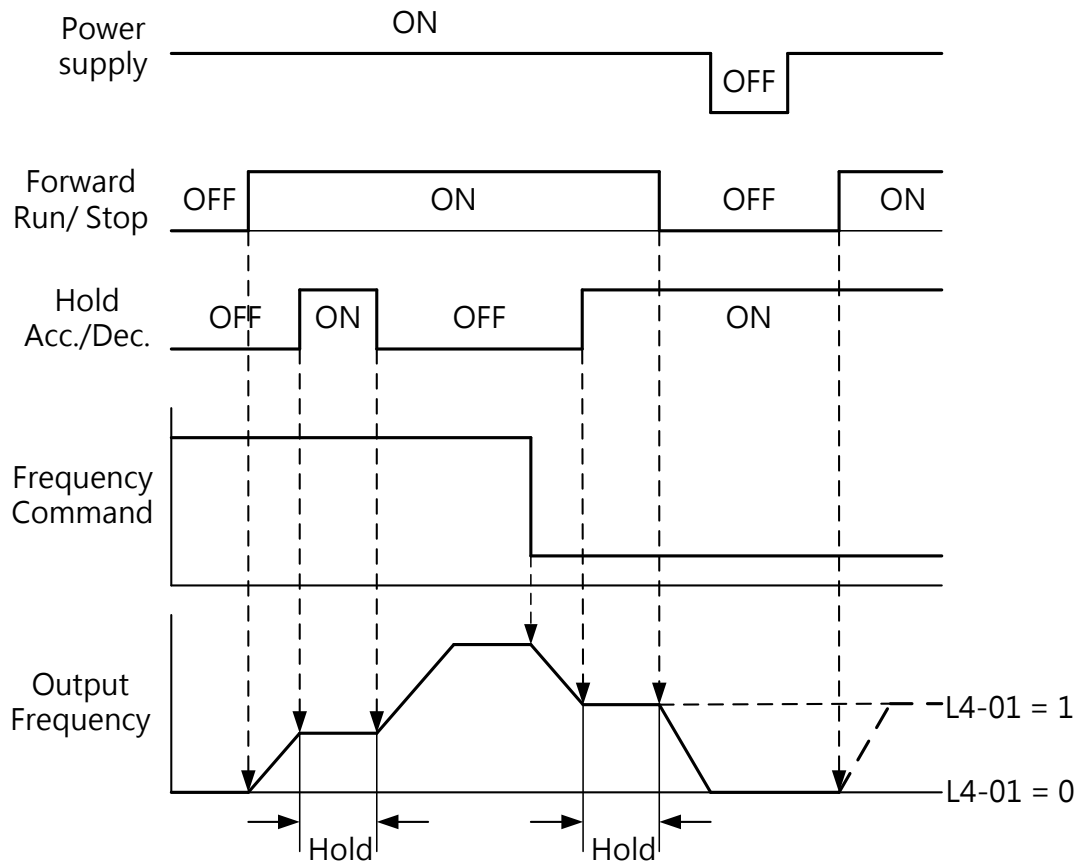 ON
Power
supply
OFF
Forward
Run/ Stop
OFF
ON
OFF
ON
Hold
Acc./Dec.
OFF
ON
OFF
ON
Frequency
Command
Output
Frequency
L4-01 = 1
L4-01 = 0
Hold
Hold